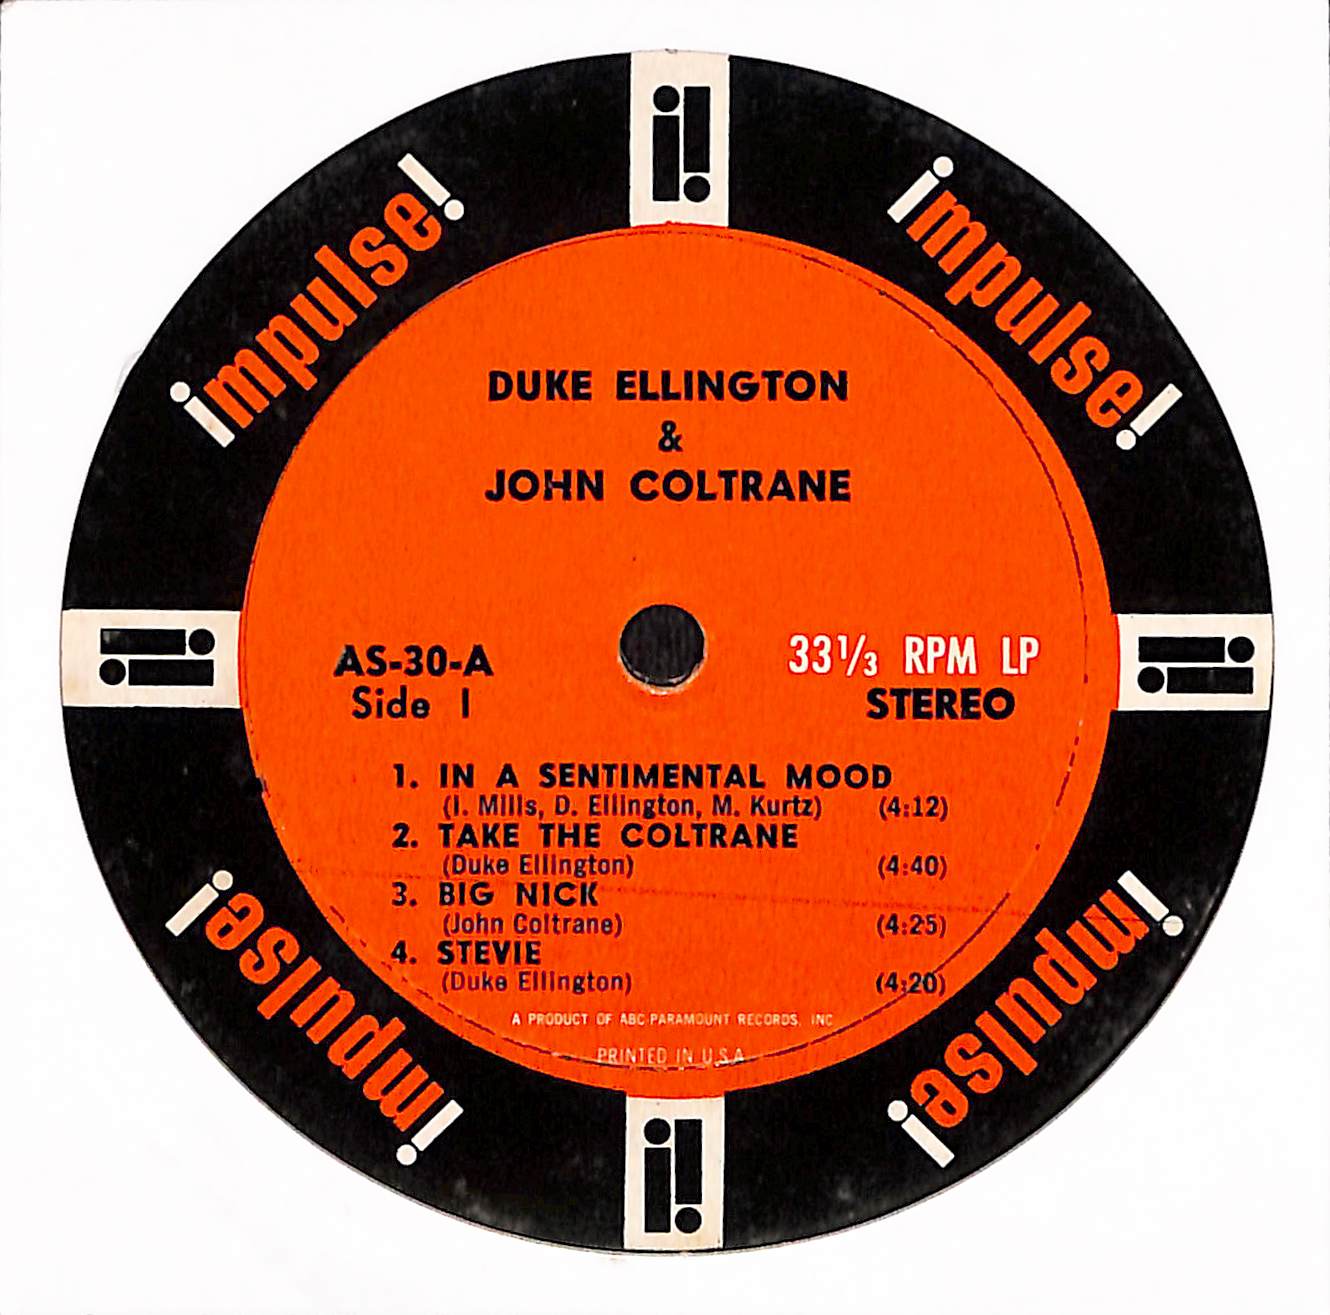 impulse!
impulse!
DUKE ELLINGTON
&
JOHN COLTRANE
AS-30-A
Side 1
33 1/3 RPM LP
STEREO
1. IN A SENTIMENTAL MOOD
(I. Mills, D. Ellington, M. Kurtz) (4:12)
2. TAKE THE COLTRANE
(Duke Ellington) (4:40)
3. BIG NICK
(John Coltrane) (4:25)
4. STEVIE
(Duke Ellington) (4:20)
A PRODUCT OF ABC-PARAMOUNT RECORDS, INC
PRINTED IN U.S.A
impulse!
impulse!